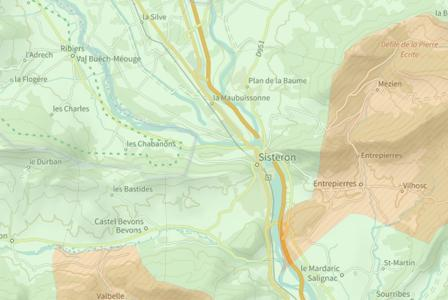 la Silve
D951
Ribiers
l'Adrech
Val Buëch-Méouge
la Flogère
Défilé de la Pierre
Écrite
Plan de la Baume
Mézien
la Maubuissonne
les Charles
les Chabanons
Sisteron
le Durban
Entrepierres
Entrepierres
Vilhosc
les Bastides
Castel Bevons
Bevons
le Mardaric
Salignac
St-Martin
Valbelle
Sourribes